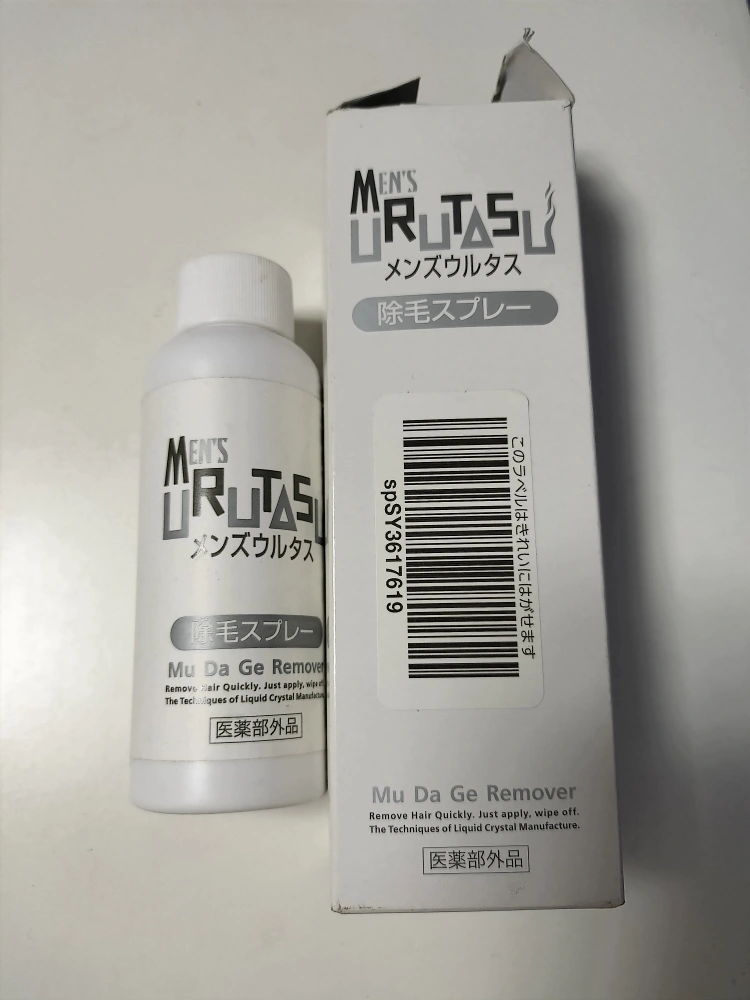 MEN'S
URUTASU
メンズウルタス
除毛スプレー
Mu Da Ge Remover
Remove Hair Quickly. Just apply, wipe of
The Techniques of Liquid Crystal Manufacture.
医薬部外品
MEN'S
URUTASU
メンズウルタス
除毛スプレー
このラベルはきれいにはがせます
spSY3617619
Mu Da Ge Remover
Remove Hair Quickly. Just apply, wipe off.
The Techniques of Liquid Crystal Manufacture.
医薬部外品